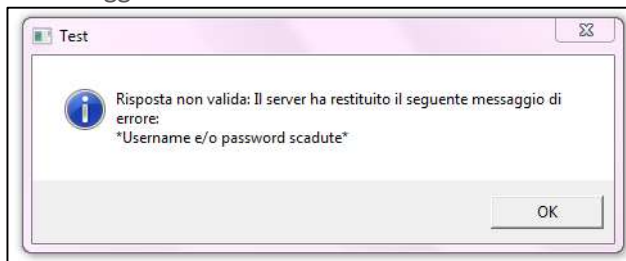 Test
Risposta non valida: Il server ha restituito il seguente messaggio di
errore:
*Username e/o password scadute*
OK